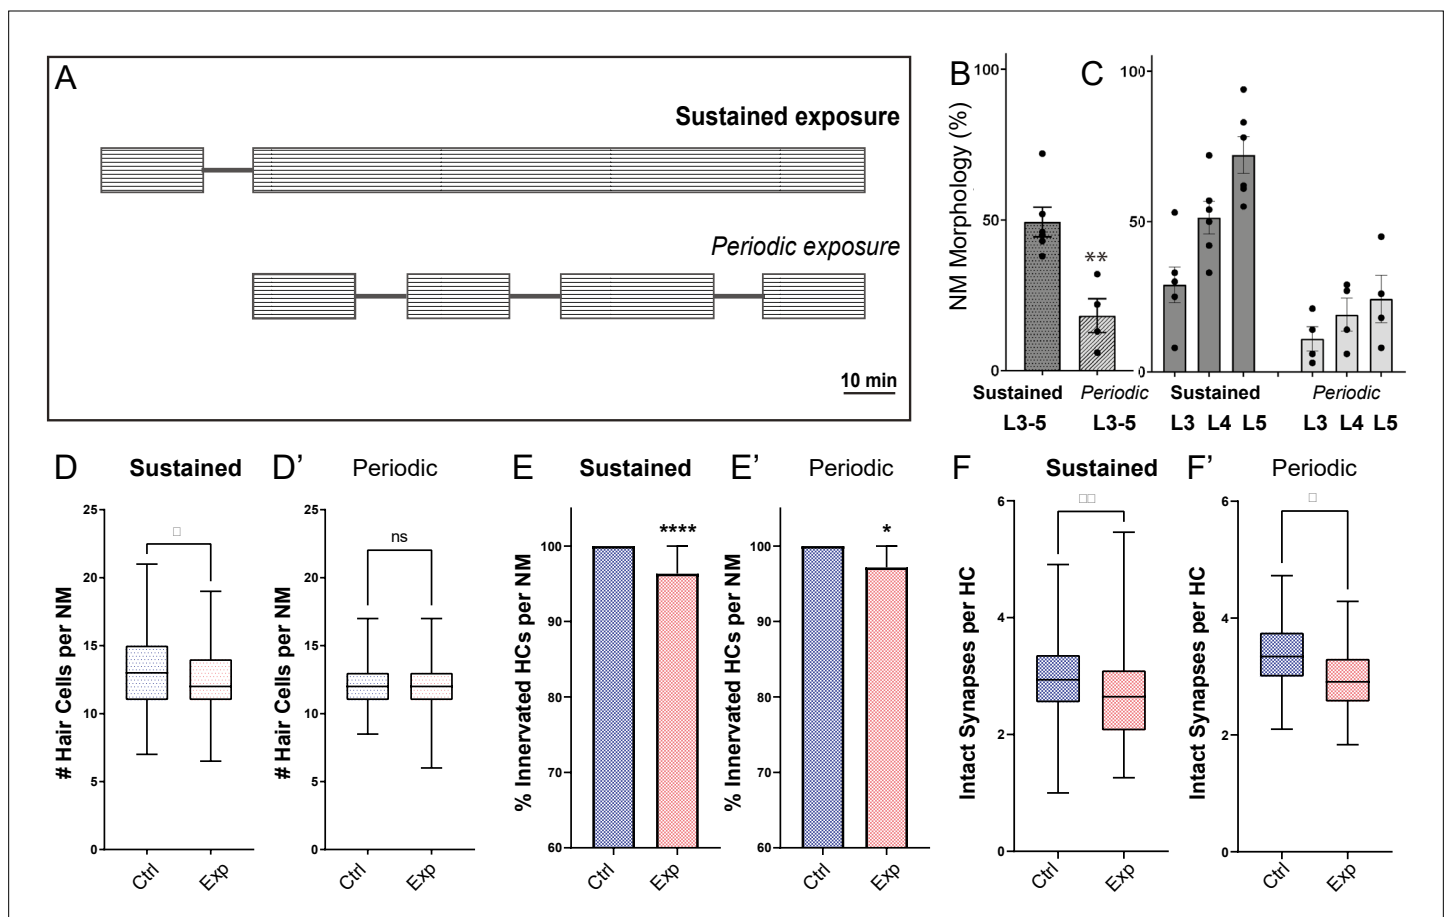 A
Sustained exposure
Periodic exposure
10 min
B
NM Morphology (%)
100
50
0
**
Sustained
Periodic
L3-5
L3-5
C
100
50
0
Sustained
Periodic
L3 L4 L5
L3 L4 L5
D
Sustained
# Hair Cells per NM
25
20
15
10
5
0
Ctrl
Exp
D’
Periodic
# Hair Cells per NM
25
20
15
10
5
0
ns
Ctrl
Exp
E
Sustained
% Innervated HCs per NM
100
90
80
70
60
****
Ctrl
Exp
E’
Periodic
% Innervated HCs per NM
100
90
80
70
60
*
Ctrl
Exp
F
Sustained
Intact Synapses per HC
6
4
2
0
□□
Ctrl
Exp
F’
Periodic
Intact Synapses per HC
6
4
2
0
□
Ctrl
Exp